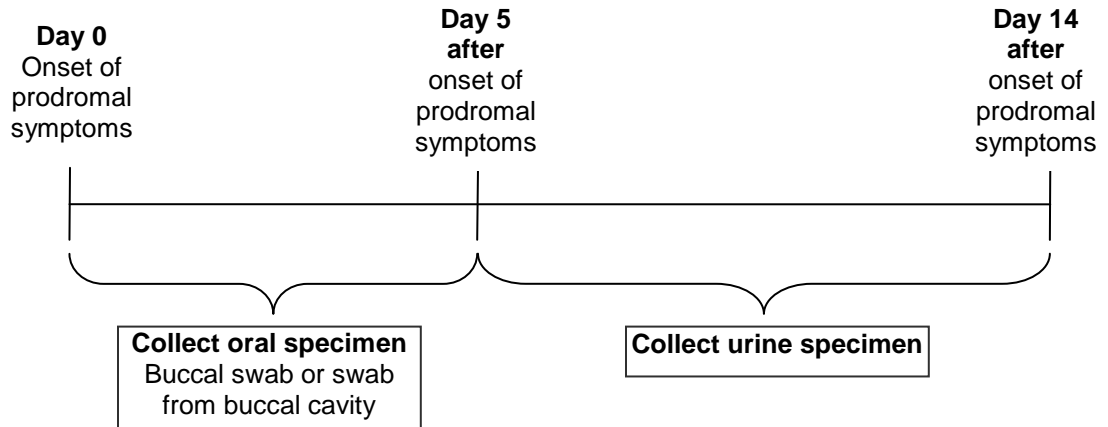 Day 0
Onset of
prodromal
symptoms
Day 5
after
onset of
prodromal
symptoms
Day 14
after
onset of
prodromal
symptoms
Collect oral specimen
Buccal swab or swab
from buccal cavity
Collect urine specimen